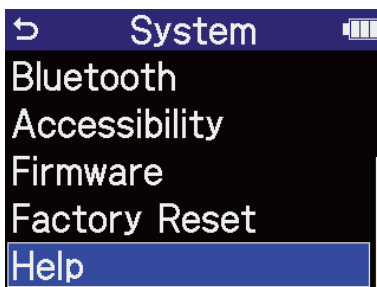 System
Bluetooth
Accessibility
Firmware
Factory Reset
Help